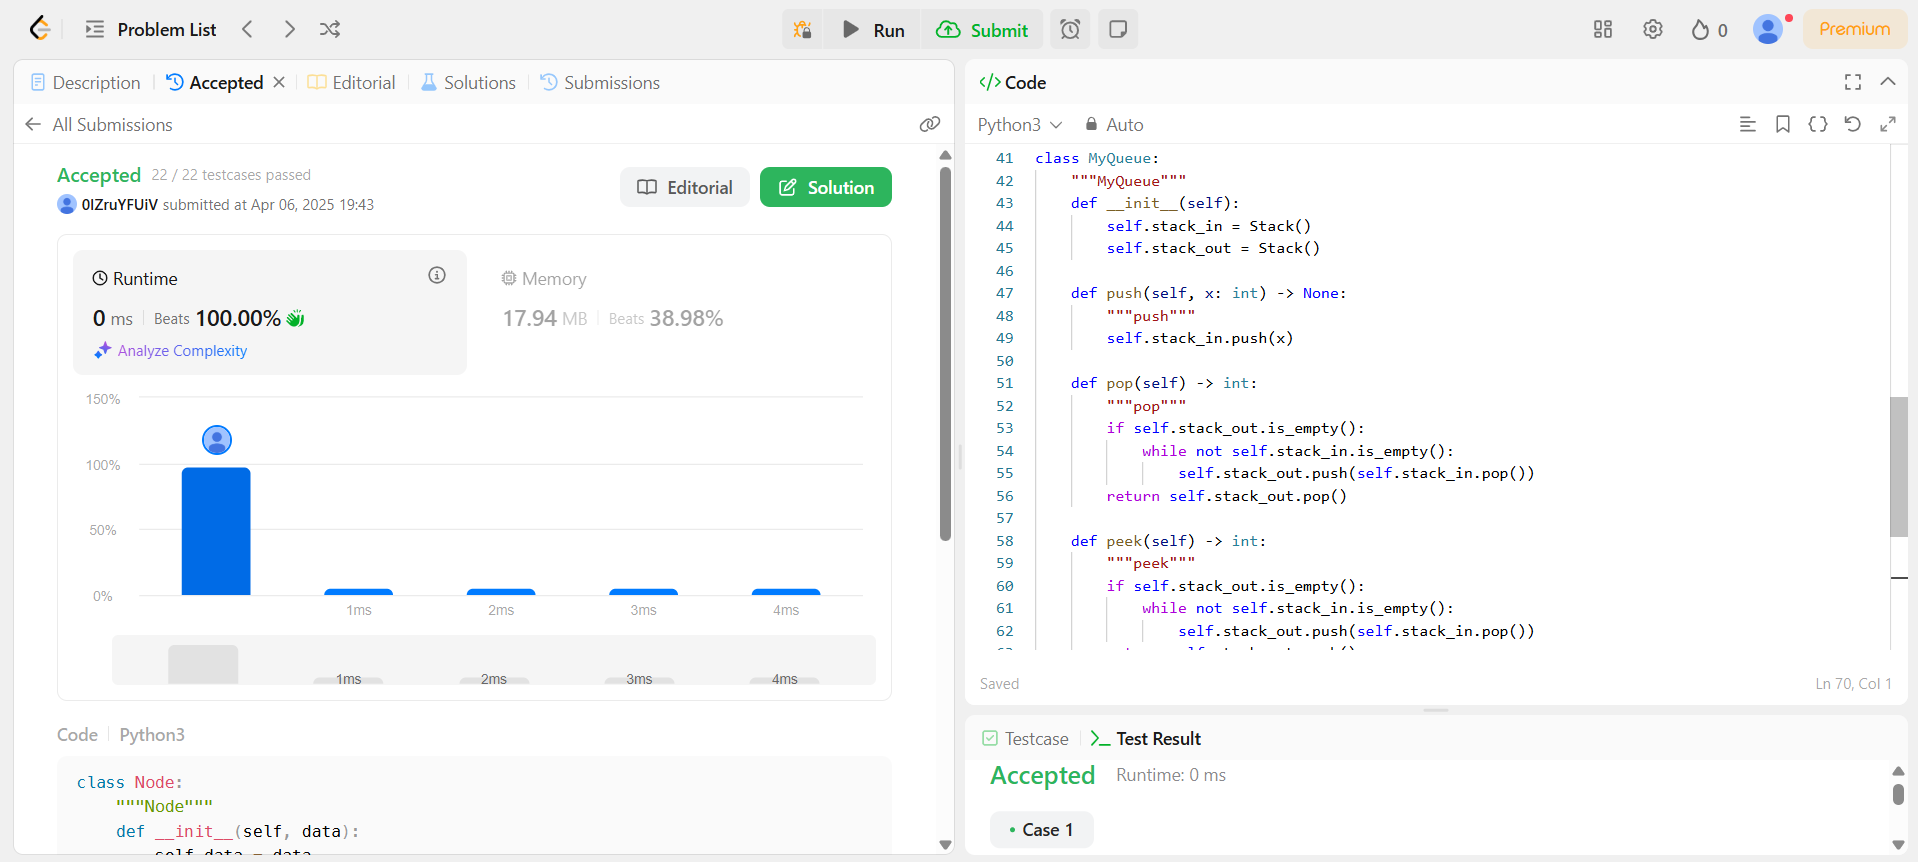 Problem List
Run
Submit
0
Premium
Description
Accepted
Editorial
Solutions
Submissions
All Submissions
Accepted 22 / 22 testcases passed
0IZruYFUiV submitted at Apr 06, 2025 19:43
Editorial
Solution
Runtime
0 ms Beats 100.00%
Analyze Complexity
Memory
17.94 MB Beats 38.98%
150%
100%
50%
0%
1ms 2ms 3ms 4ms
1ms 2ms 3ms 4ms
Code Python3
class Node:
"""Node"""
def __init__(self, data):
self.data = data
</> Code
Python3 Auto
41 class MyQueue:
42 """MyQueue"""
43 def __init__(self):
44 self.stack_in = Stack()
45 self.stack_out = Stack()
46
47 def push(self, x: int) -> None:
48 """push"""
49 self.stack_in.push(x)
50
51 def pop(self) -> int:
52 """pop"""
53 if self.stack_out.is_empty():
54 while not self.stack_in.is_empty():
55 self.stack_out.push(self.stack_in.pop())
56 return self.stack_out.pop()
57
58 def peek(self) -> int:
59 """peek"""
60 if self.stack_out.is_empty():
61 while not self.stack_in.is_empty():
62 self.stack_out.push(self.stack_in.pop())
Saved
Ln 70, Col 1
Testcase
Test Result
Accepted Runtime: 0 ms
• Case 1